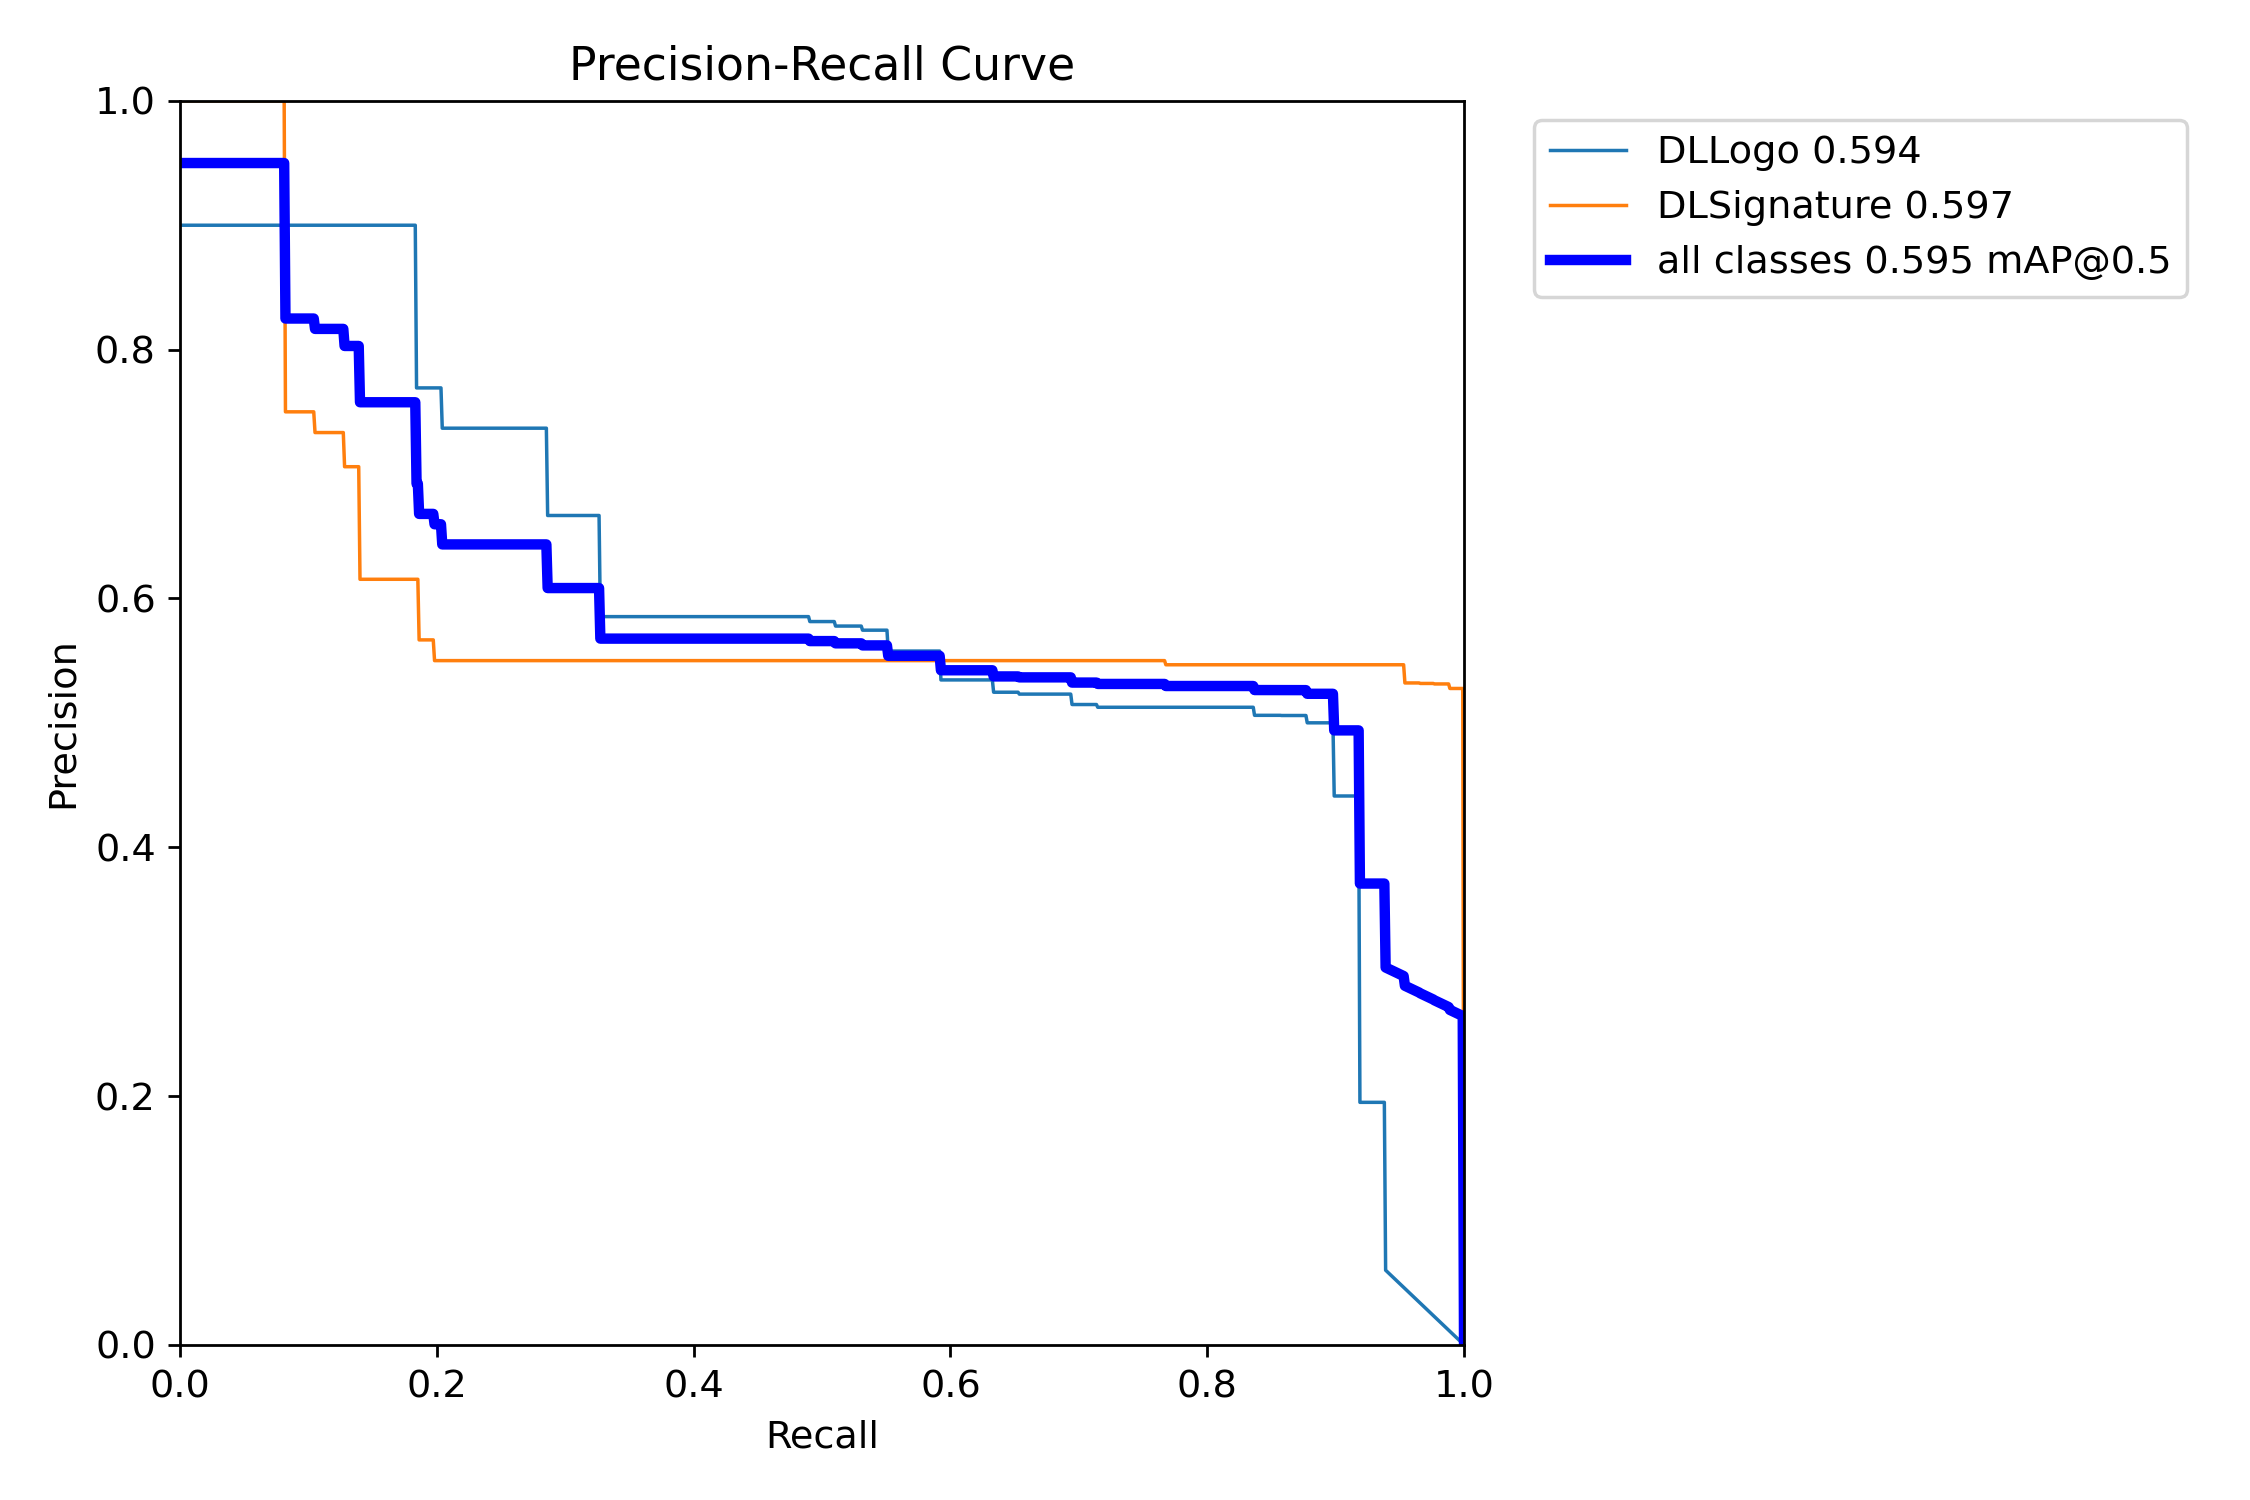 Precision-Recall Curve
DLLogo 0.594
DLSignature 0.597
all classes 0.595 mAP@0.5
1.0
0.8
0.6
0.4
0.2
0.0
Precision
0.0 0.2 0.4 0.6 0.8 1.0
Recall